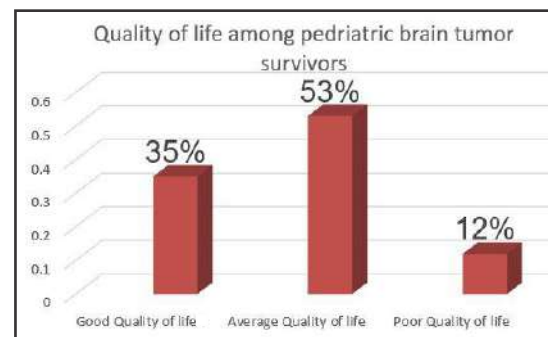 Quality of life among pedriatric brain tumor
survivors
0.6
0.5
0.4
0.3
0.2
0.1
0
35%
53%
12%
Good Quality of life
Average Quality of life
Poor Quality of life